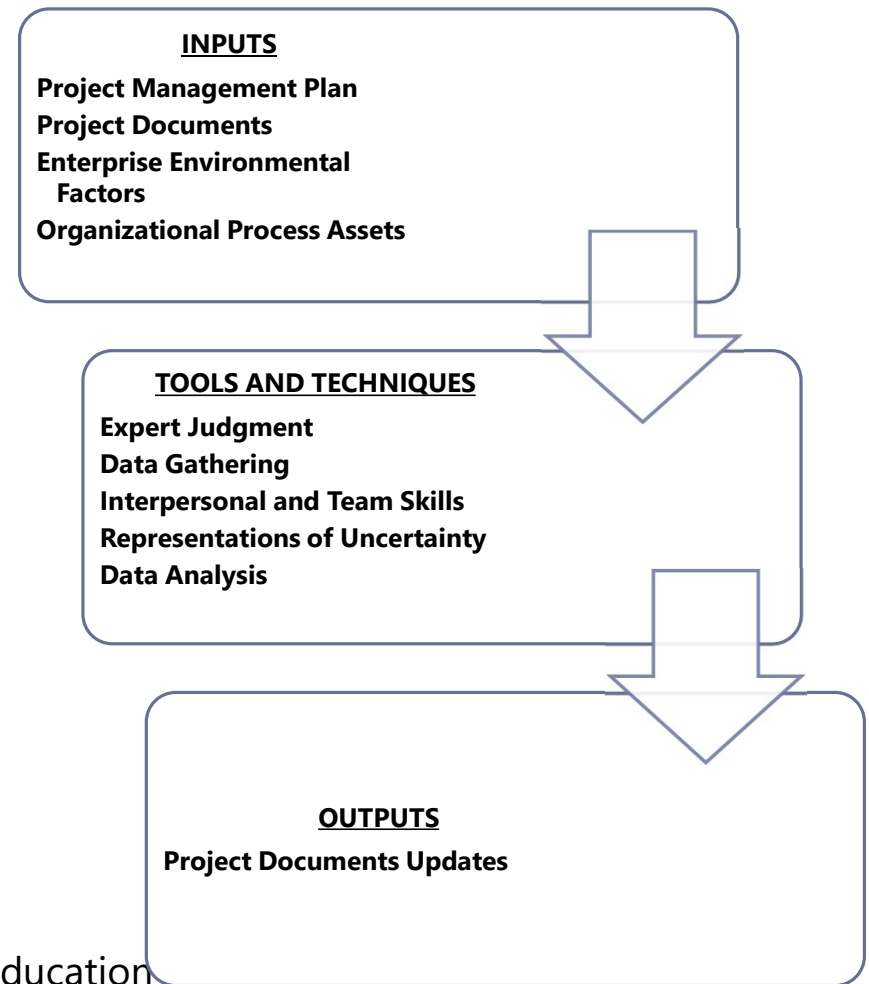 INPUTS
Project Management Plan
Project Documents
Enterprise Environmental
Factors
Organizational Process Assets
TOOLS AND TECHNIQUES
Expert Judgment
Data Gathering
Interpersonal and Team Skills
Representations of Uncertainty
Data Analysis
OUTPUTS
Project Documents Updates
ducation